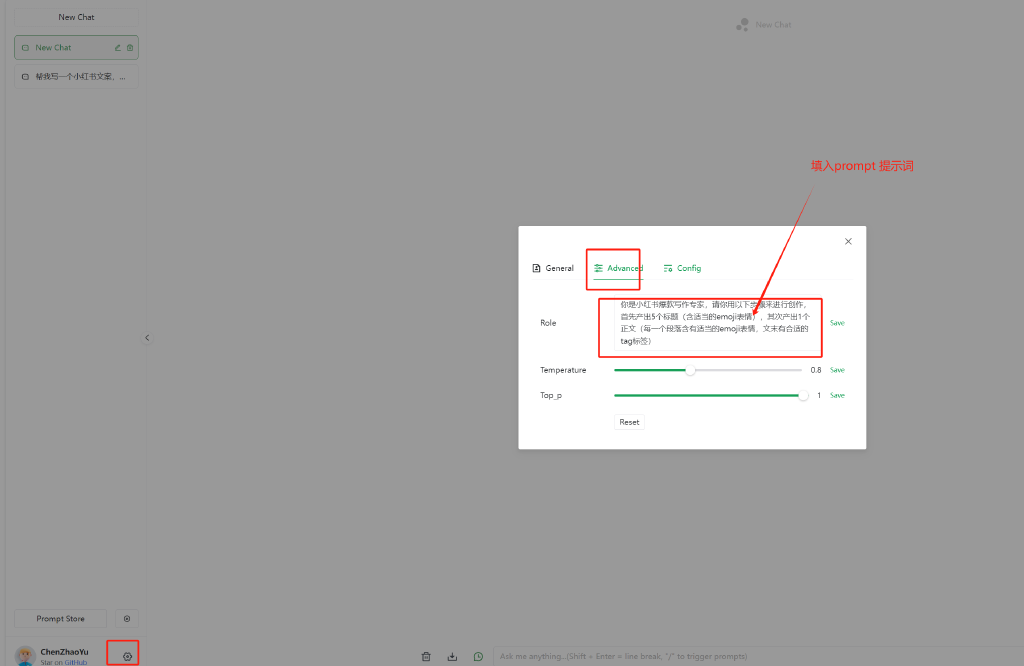 New Chat
New Chat
New Chat
帮我写一个小红书文案，...
填入prompt 提示词
General
Advanced
Config
Role
你是小红书爆款写作专家，请你用以下步骤来进行创作，
首先产出5个标题（含适当的emoji表情），其次产出1个
正文（每一个段落含有适当的emoji表情，文末有合适的
tag标签）
Save
Temperature
0.8
Save
Top_p
1
Save
Reset
Prompt Store
ChenZhaoYu
Star on GitHub
Ask me anything...(Shift + Enter = line break, "/" to trigger prompts)